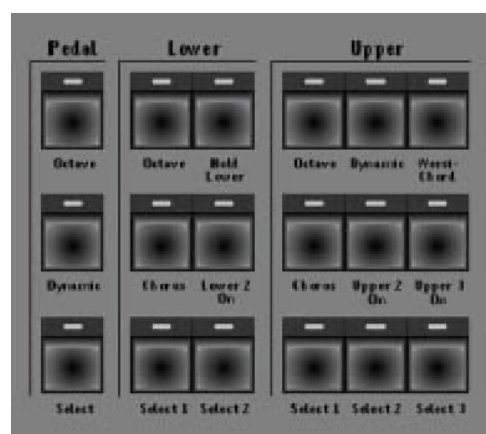 Pedal Lower Upper
Octave Octave Hold Lower Octave Dynamic Wersi-Chord
Dynamic Chorus Lower 2 On Chorus Upper 2 On Upper 3 On
Select Select 1 Select 2 Select 1 Select 2 Select 3